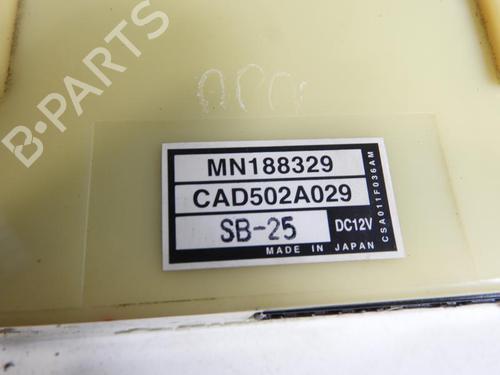 MN188329
CAD502A029
SB-25
DC12V
MADE IN JAPAN
CSA011F036AM
B-PARTS